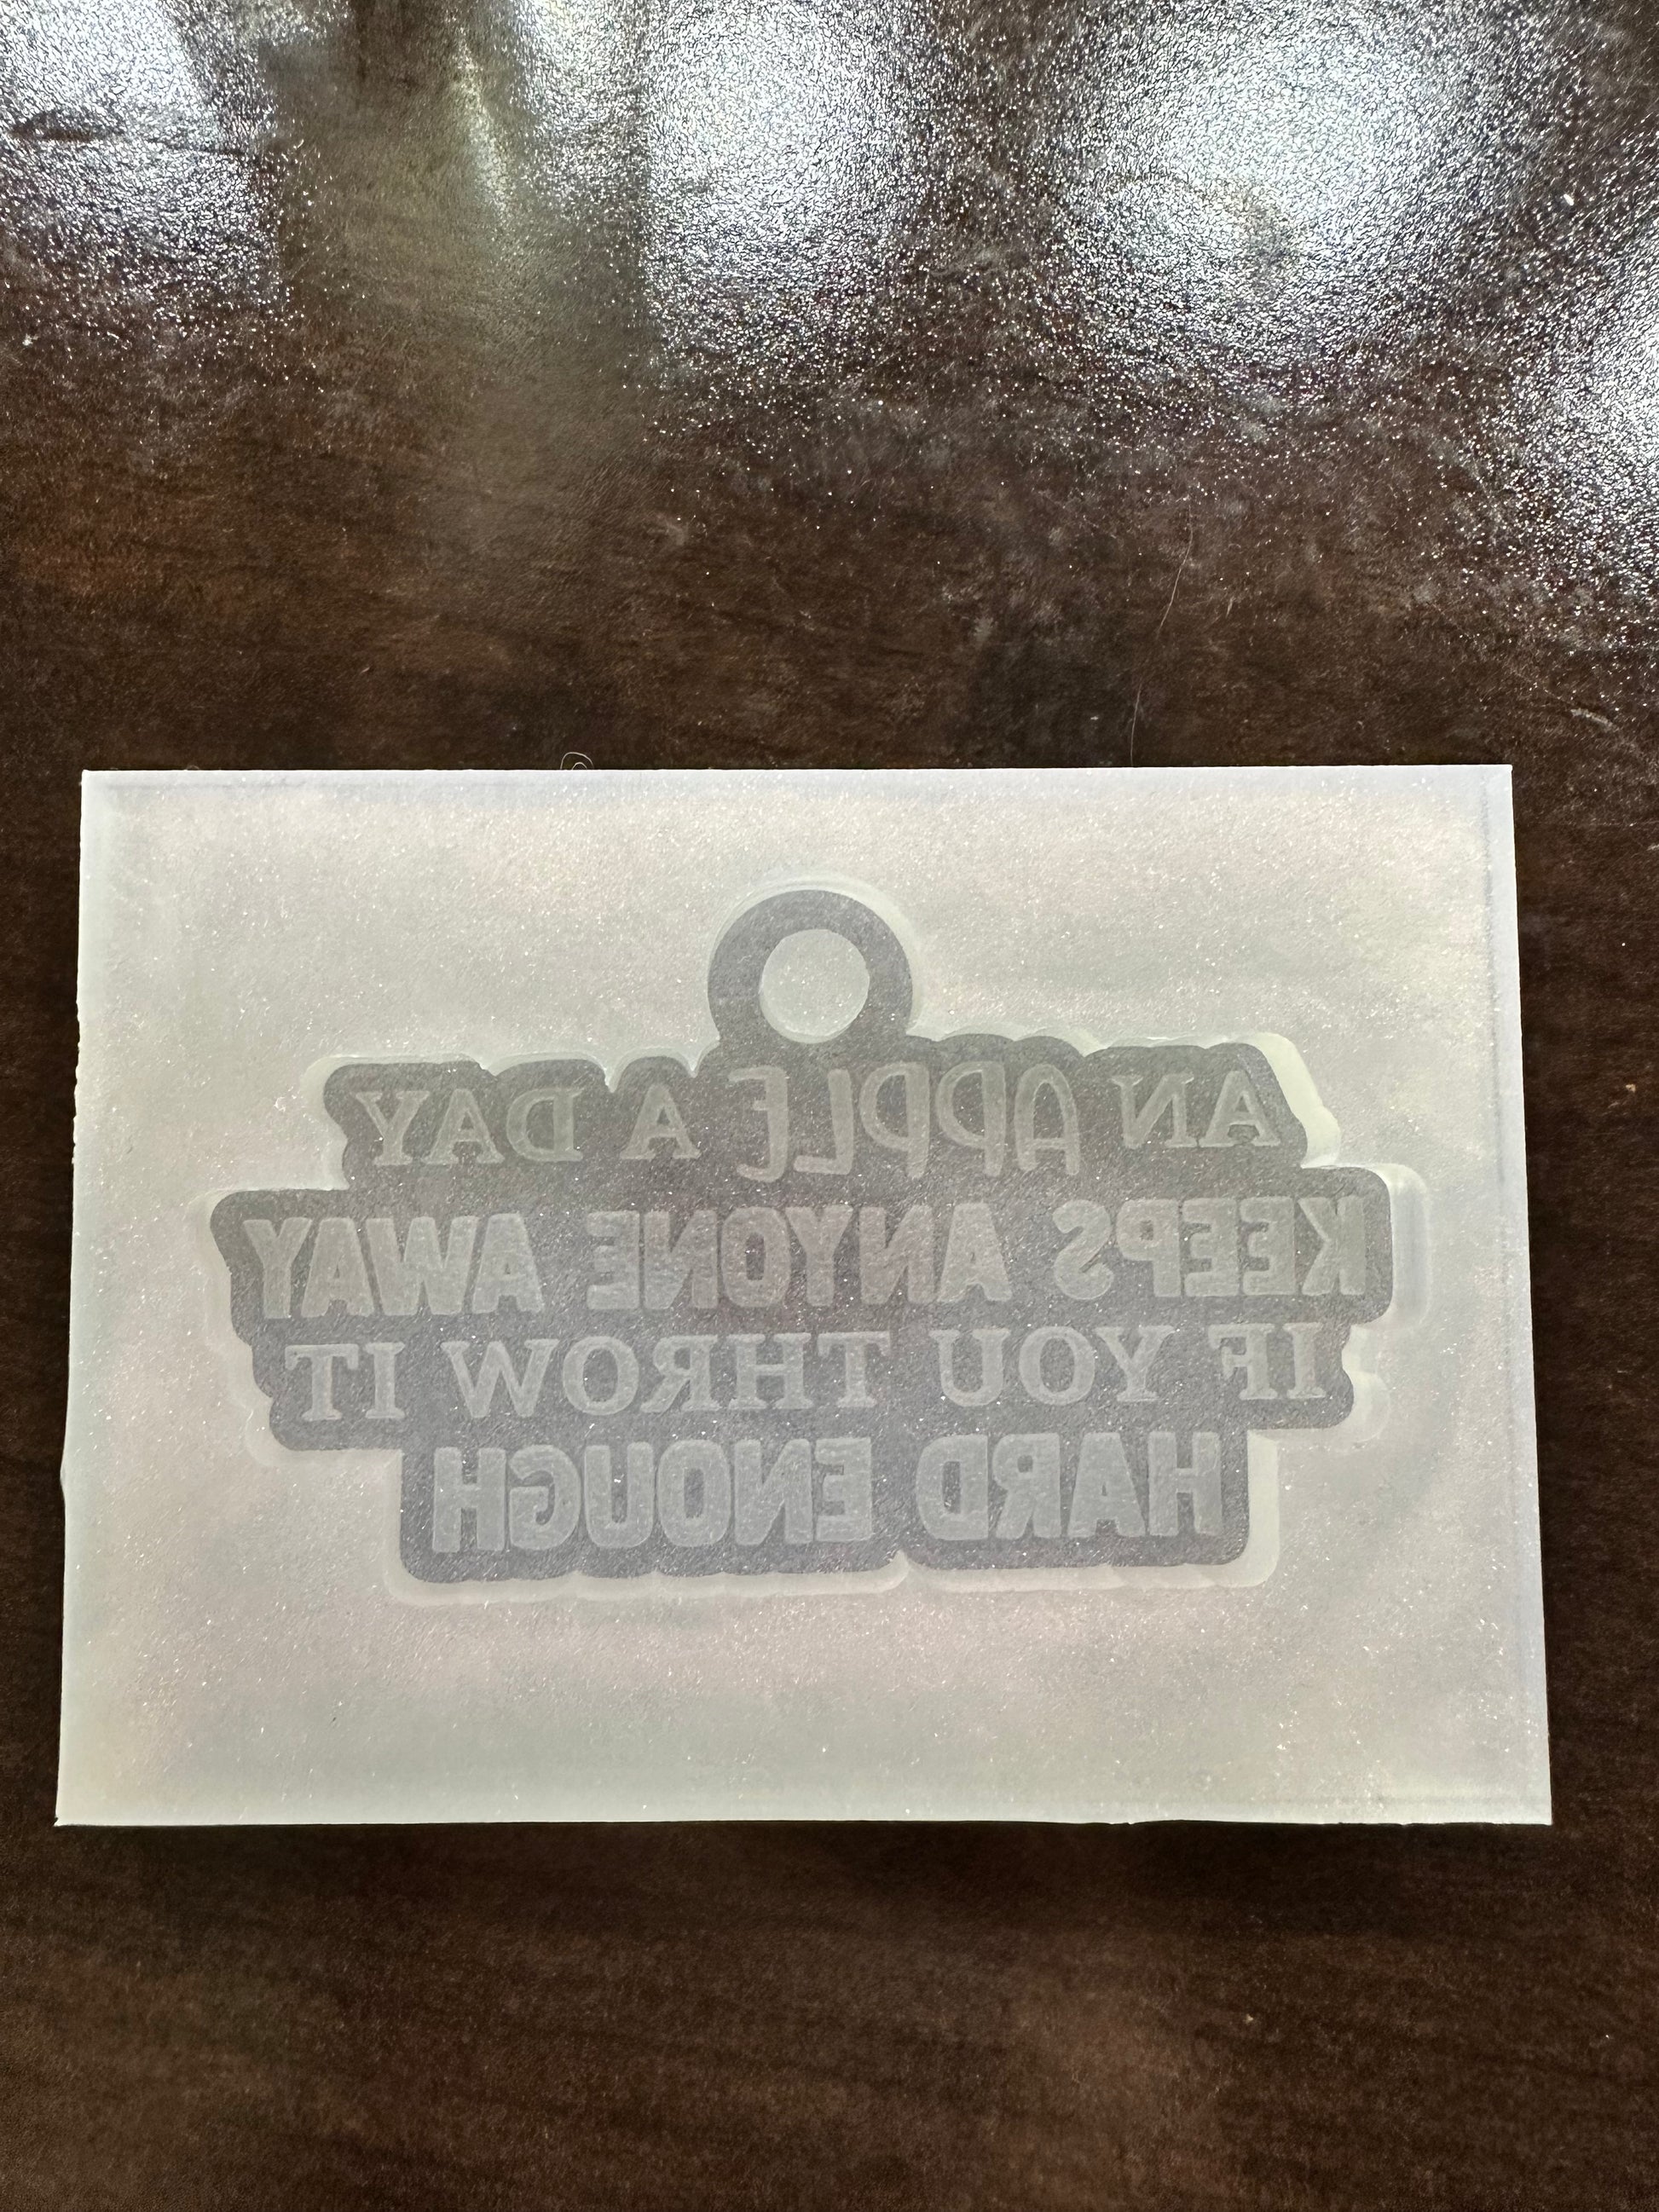 AN APPLE A DAY
KEEPS ANYONE AWAY
IF YOU THROW IT
HARD ENOUGH